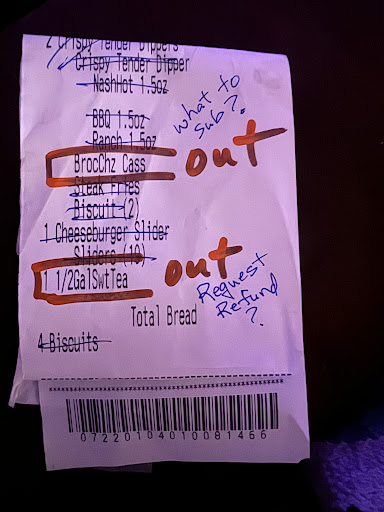 2 Crispy Tender Dippers
Crispy Tender Dipper
NashHot 1.5oz
BBQ 1.5oz
what to
sub?.
Ranch 1.5oz
BrocChz Cass
out
Steak Fries
Biscuit (2)
1 Cheeseburger Slider
Sliders (10)
out
1 1/2GalSwtTea
Request
Refund
?
Total Bread
4 Biscuits
07220104010081466